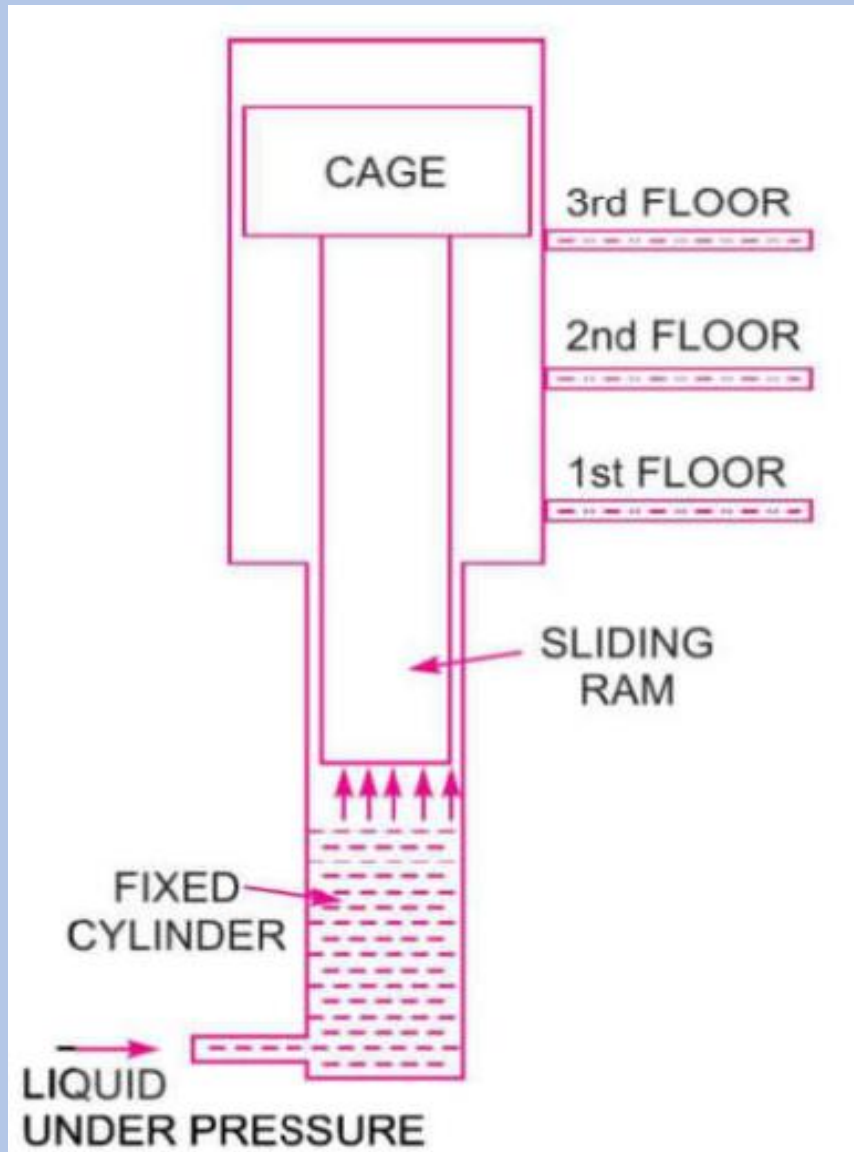 CAGE
3rd FLOOR
2nd FLOOR
1st FLOOR
SLIDING
RAM
FIXED
CYLINDER
LIQUID
UNDER PRESSURE